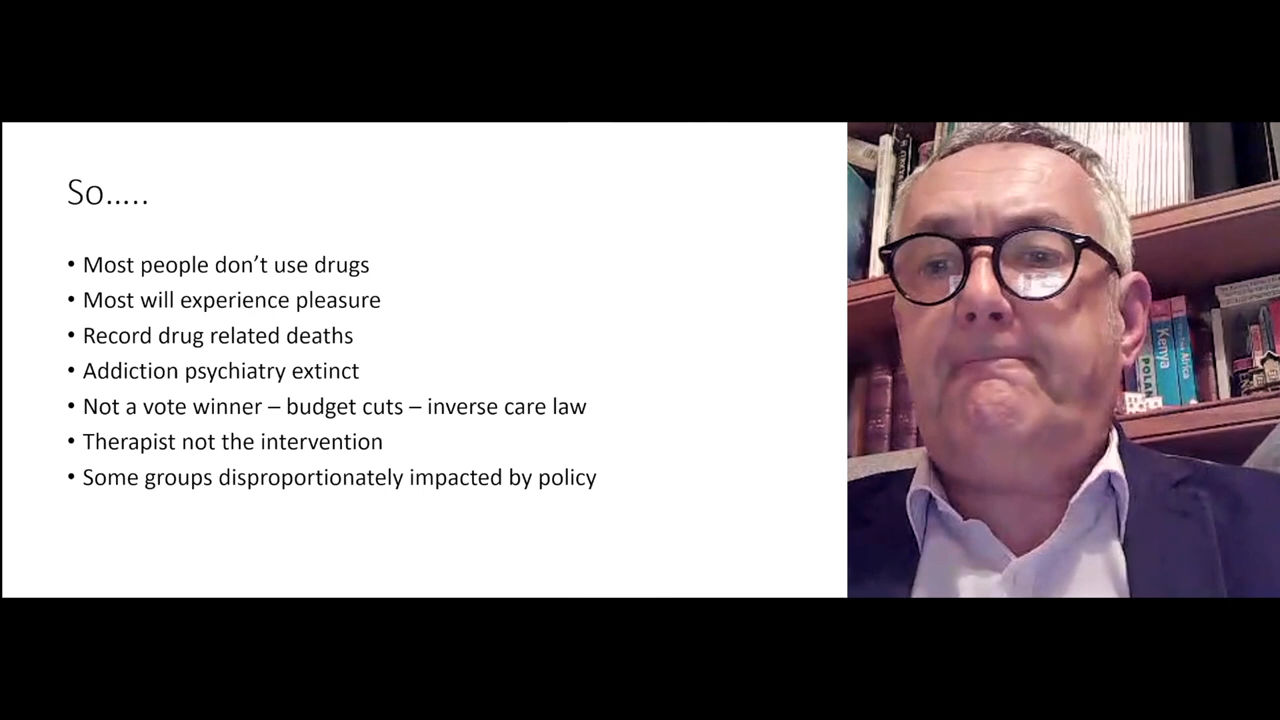 So.....
• Most people don’t use drugs
• Most will experience pleasure
• Record drug related deaths
• Addiction psychiatry extinct
• Not a vote winner – budget cuts – inverse care law
• Therapist not the intervention
• Some groups disproportionately impacted by policy
Kenya
Africa